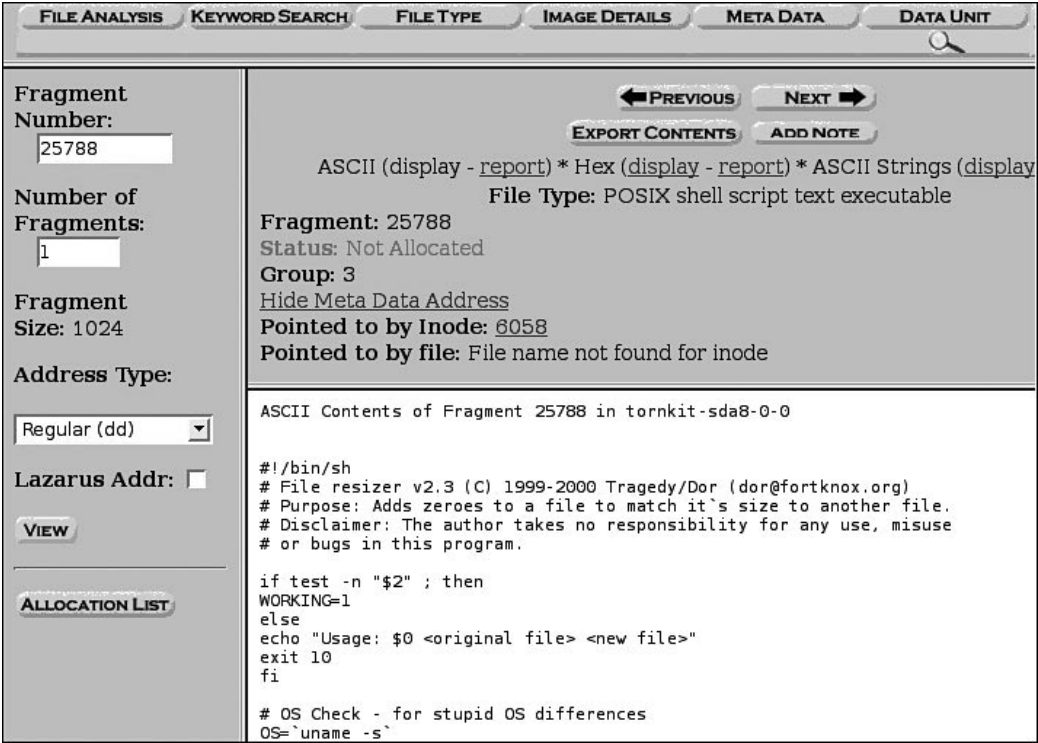 FILE ANALYSIS KEYWORD SEARCH FILE TYPE IMAGE DETAILS META DATA DATA UNIT
Fragment
Number:
25788
Number of
Fragments:
1
Fragment
Size: 1024
Address Type:
Regular (dd)
Lazarus Addr:
VIEW
ALLOCATION LIST
PREVIOUS NEXT
EXPORT CONTENTS ADD NOTE
ASCII (display - report) * Hex (display - report) * ASCII Strings (display
File Type: POSIX shell script text executable
Fragment: 25788
Status: Not Allocated
Group: 3
Hide Meta Data Address
Pointed to by Inode: 6058
Pointed to by file: File name not found for inode
ASCII Contents of Fragment 25788 in tornkit-sda8-0-0
#!/bin/sh
# File resizer v2.3 (C) 1999-2000 Tragedy/Dor (dor@fortknox.org)
# Purpose: Adds zeroes to a file to match it`s size to another file.
# Disclaimer: The author takes no responsibility for any use, misuse
# or bugs in this program.
if test -n "$2" ; then
WORKING=1
else
echo "Usage: $0 <original file> <new file>"
exit 10
fi
# OS Check - for stupid OS differences
OS=`uname -s`